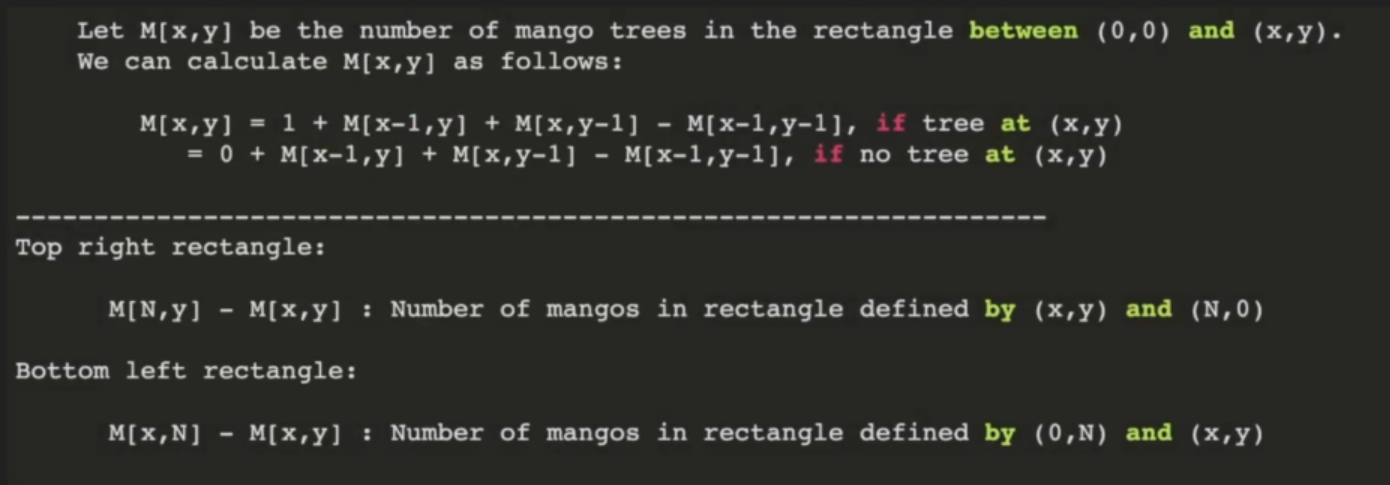 Let M[x,y] be the number of mango trees in the rectangle between (0,0) and (x,y).
We can calculate M[x,y] as follows:
M[x,y] = 1 + M[x-1,y] + M[x,y-1] - M[x-1,y-1], if tree at (x,y)
= 0 + M[x-1,y] + M[x,y-1] - M[x-1,y-1], if no tree at (x,y)
------------------------------------------------------------------
Top right rectangle:
M[N,y] - M[x,y] : Number of mangos in rectangle defined by (x,y) and (N,0)
Bottom left rectangle:
M[x,N] - M[x,y] : Number of mangos in rectangle defined by (0,N) and (x,y)